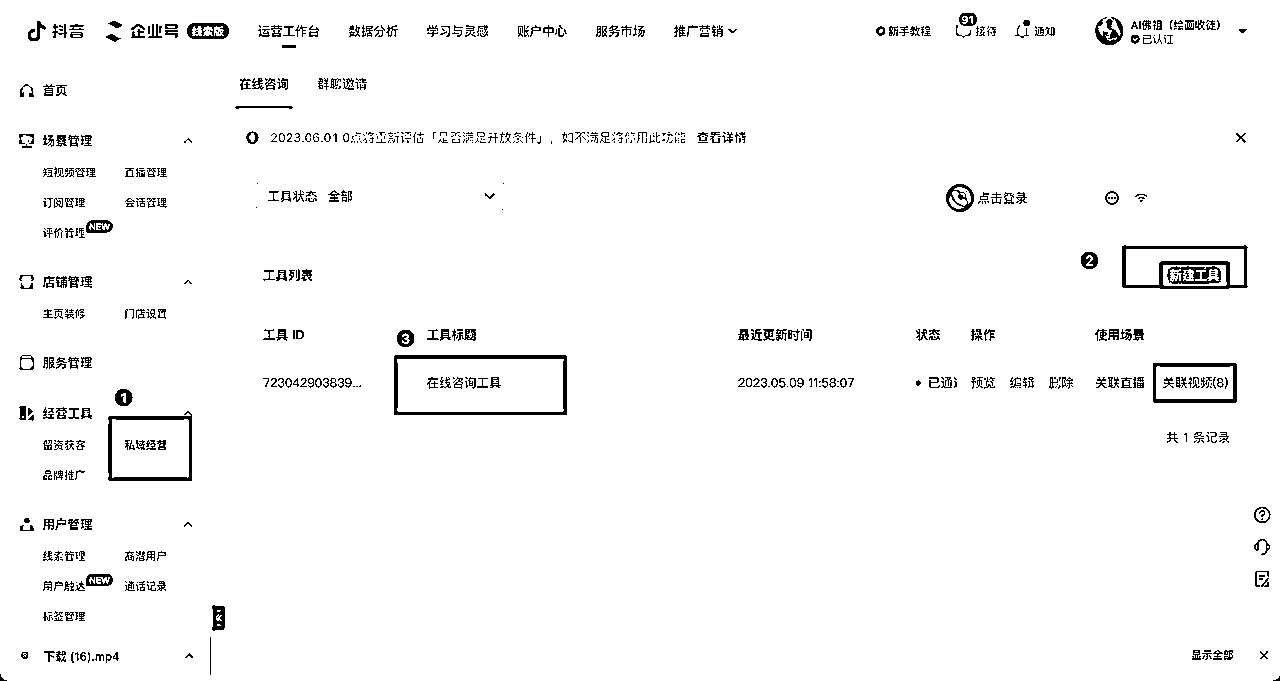 抖音 企业号 线索版 运营工作台 数据分析 学习与灵感 账户中心 服务市场 推广营销 新手教程 91 接待 通知 AI佛祖（绘画收徒）
已认证
首页
在线咨询 群聊邀请
2023.06.01 0点将重新评估「是否满足开放条件」，如不满足将停用此功能 查看详情
场景管理
短视频管理 直播管理
订阅管理 会话管理
评价管理 NEW
工具状态 全部
点击登录
店铺管理
主页装修 门店设置
2
新建工具
工具列表
服务管理
3
工具 ID 工具标题 最近更新时间 状态 操作 使用场景
723042903839... 在线咨询工具 2023.05.09 11:58:07 已通过 预览 编辑 删除 关联直播 关联视频(8)
共 1 条记录
1
经营工具
留资获客 私域经营
品牌推广
用户管理
线索管理 高潜用户
用户触达 NEW 通话记录
标签管理
下载 (16).mp4
显示全部